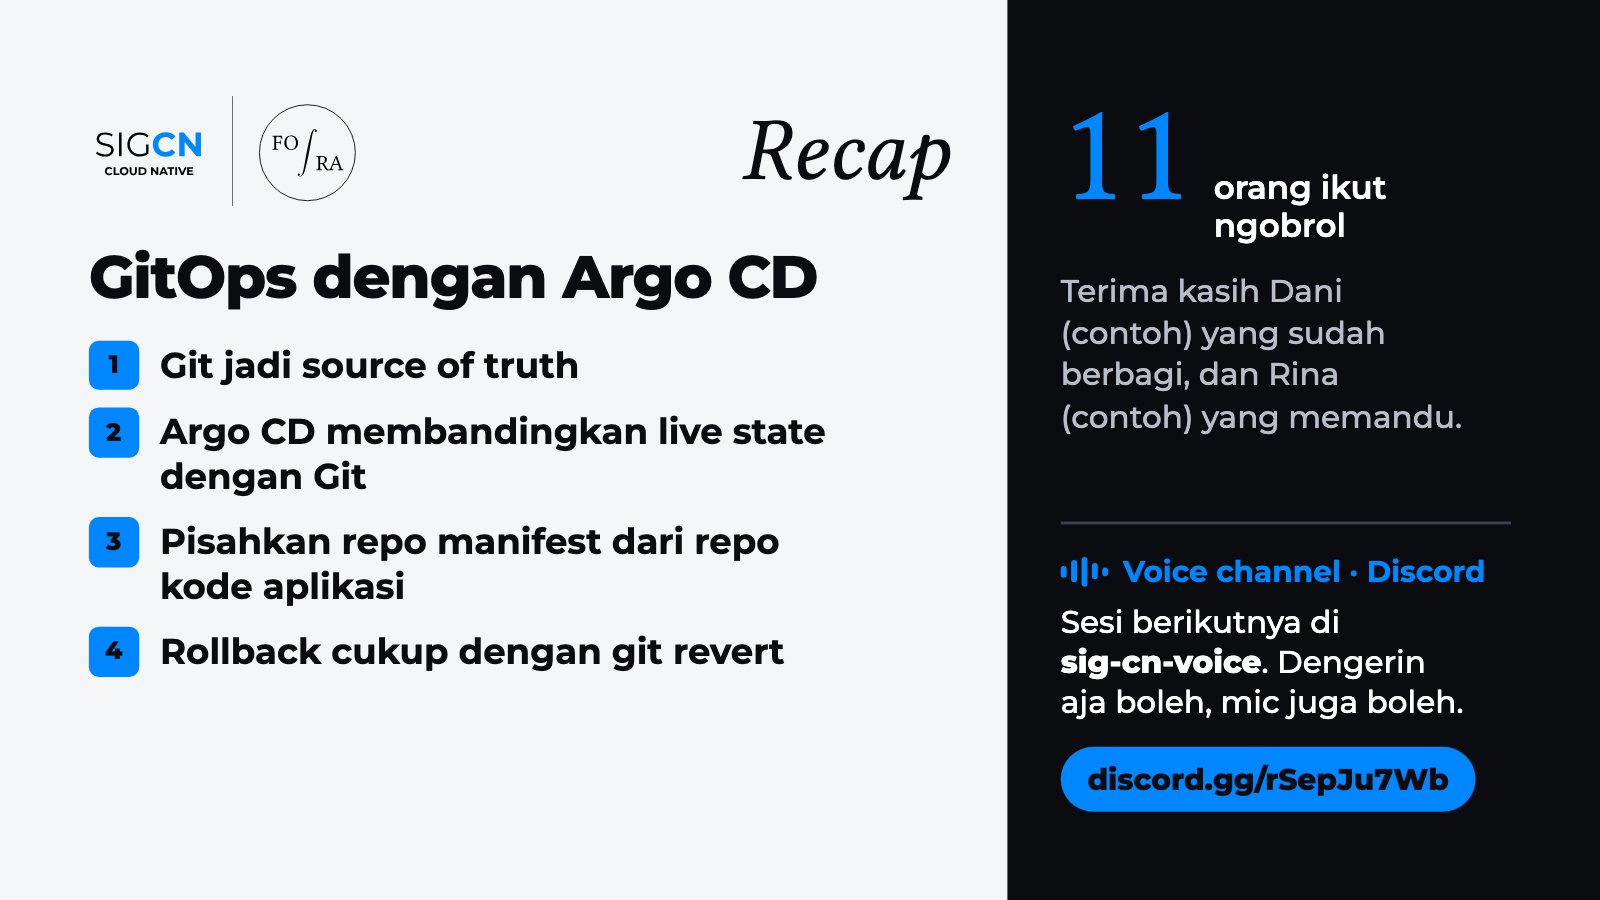 SIGCN
CLOUD NATIVE
FO
RA
Recap
GitOps dengan Argo CD
1 Git jadi source of truth
2 Argo CD membandingkan live state
dengan Git
3 Pisahkan repo manifest dari repo
kode aplikasi
4 Rollback cukup dengan git revert
11 orang ikut
ngobrol
Terima kasih Dani
(contoh) yang sudah
berbagi, dan Rina
(contoh) yang memandu.
Voice channel · Discord
Sesi berikutnya di
sig-cn-voice. Dengerin
aja boleh, mic juga boleh.
discord.gg/rSepJu7Wb